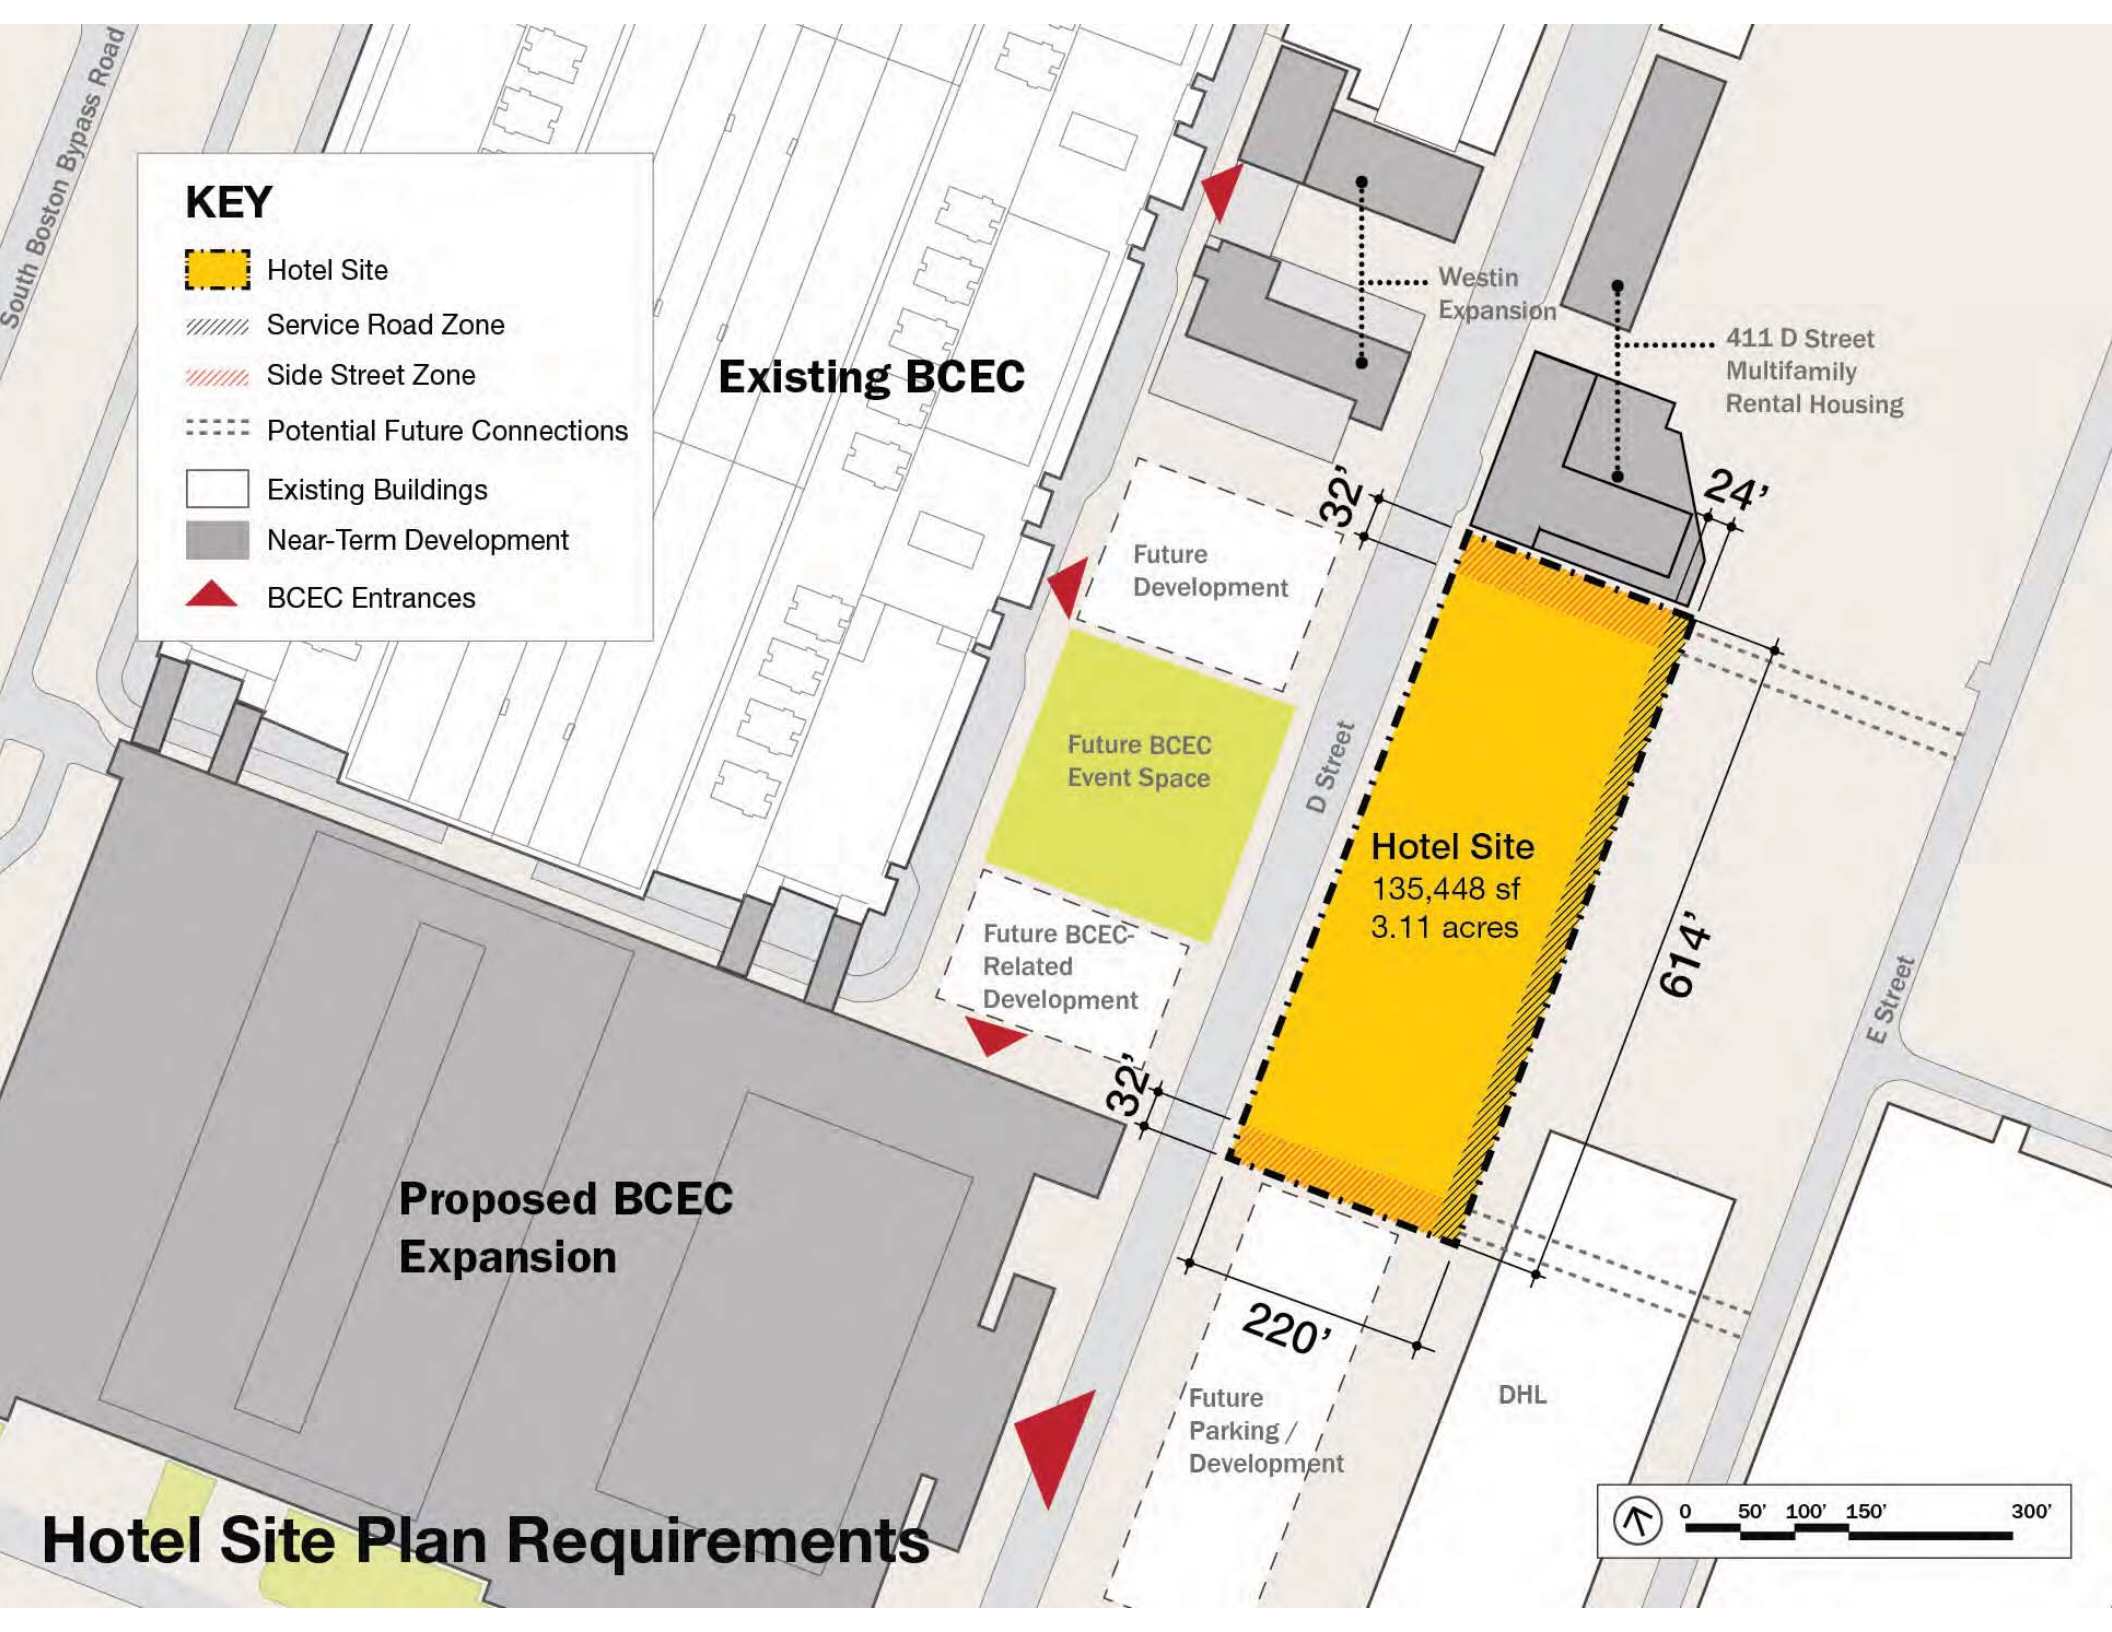 South Boston Bypass Road
KEY
Hotel Site
Service Road Zone
Side Street Zone
Potential Future Connections
Existing Buildings
Near-Term Development
BCEC Entrances
Existing BCEC
Westin
Expansion
411 D Street
Multifamily
Rental Housing
24'
32'
Future
Development
Future BCEC
Event Space
D Street
Hotel Site
135,448 sf
3.11 acres
614'
Future BCEC-
Related
Development
E Street
32'
Proposed BCEC
Expansion
220'
Future
Parking /
Development
DHL
Hotel Site Plan Requirements
0 50' 100' 150' 300'